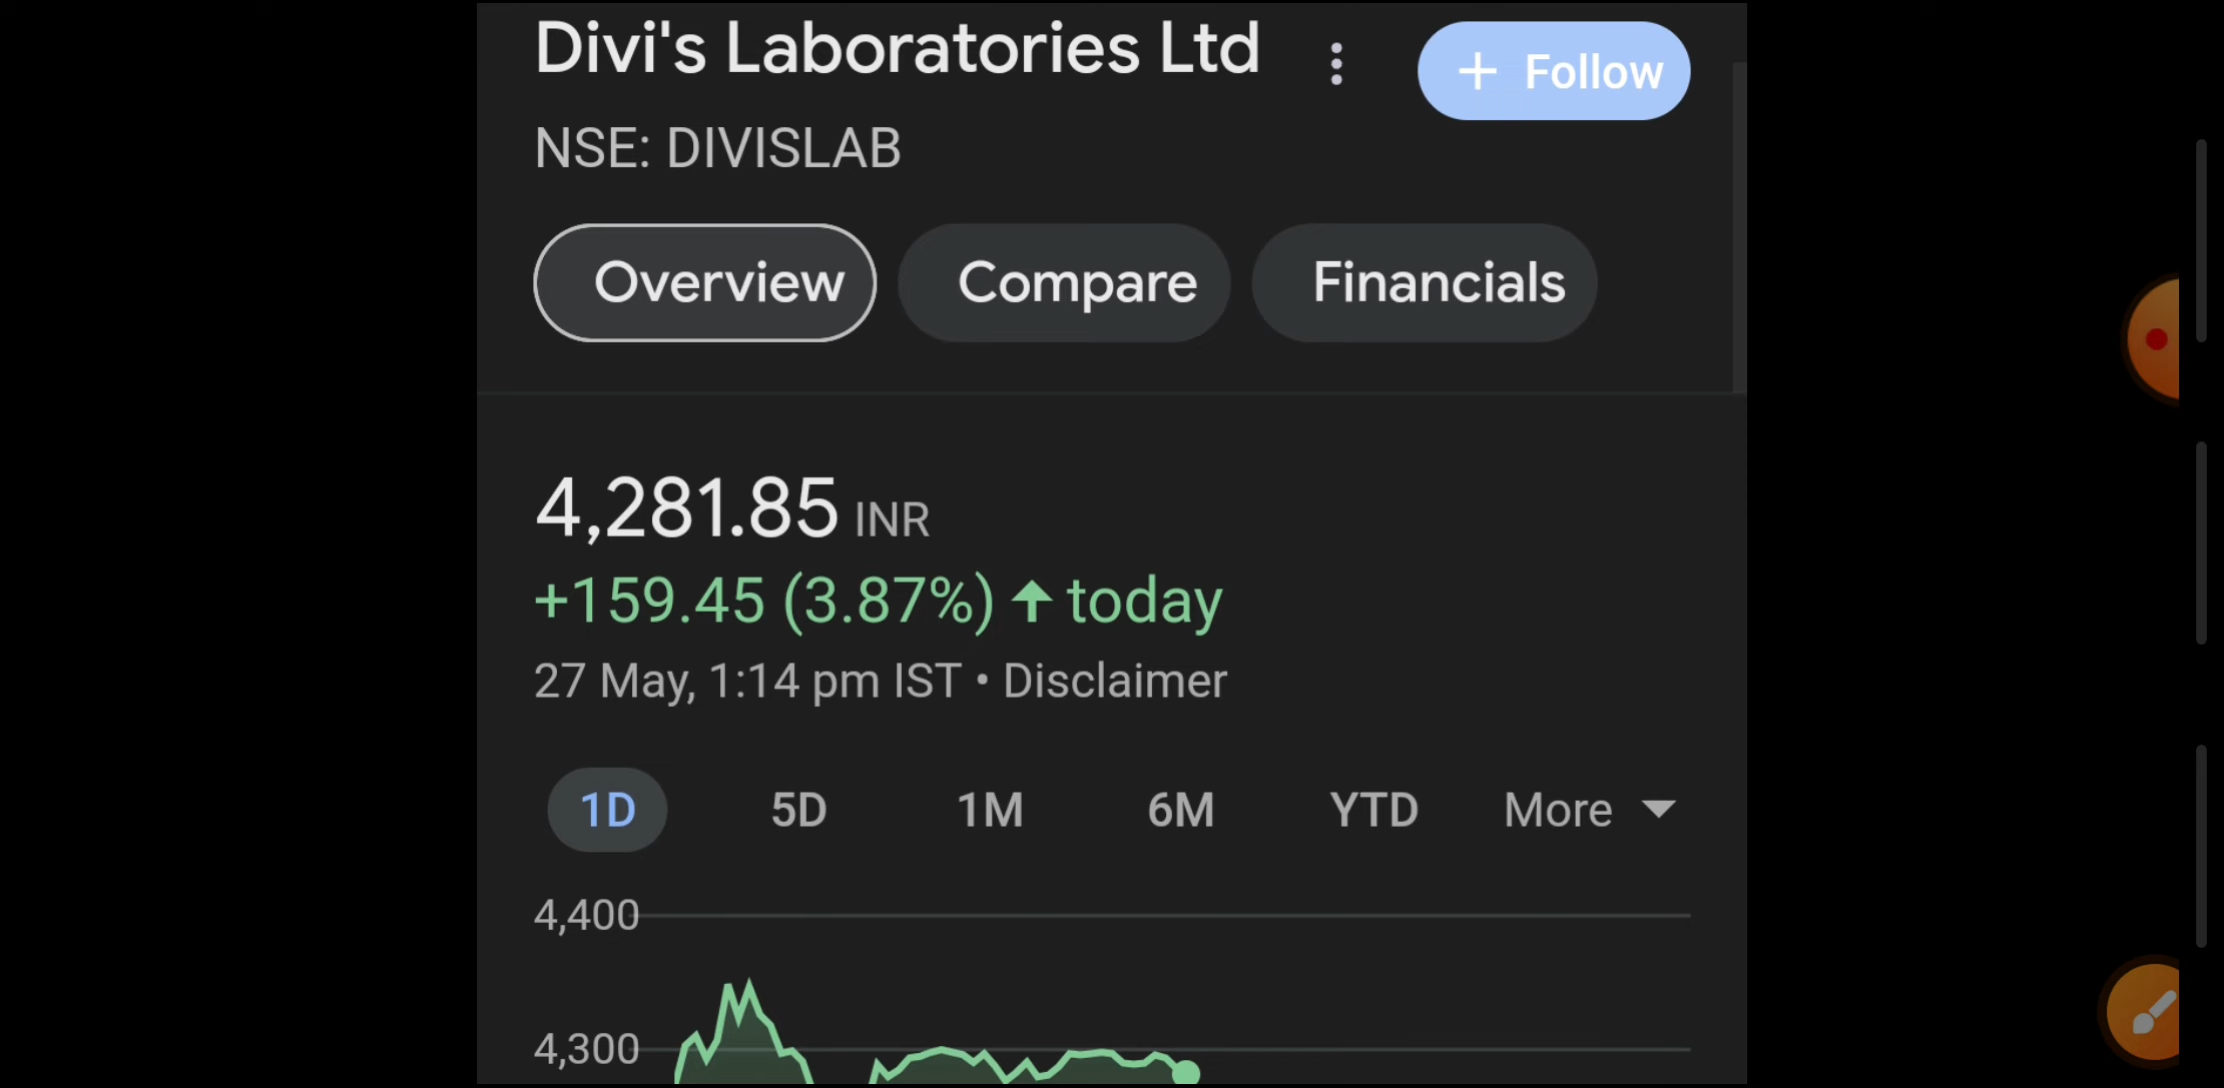 Divi's Laboratories Ltd
+ Follow
NSE: DIVISLAB
Overview Compare Financials
4,281.85 INR
+159.45 (3.87%) ↑ today
27 May, 1:14 pm IST • Disclaimer
1D 5D 1M 6M YTD More
4,400
4,300